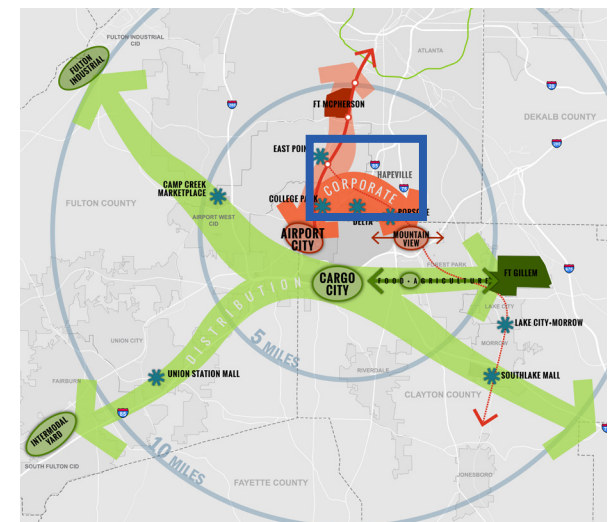 FULTON INDUSTRIAL
CID
FULTON
INDUSTRIAL
ATLANTA
FT MCPHERSON
DEKALB COUNTY
EAST POINT
HAPEVILLE
CORPORATE
FULTON COUNTY
CAMP CREEK
MARKETPLACE
AIRPORT WEST
CID
COLLEGE PARK
DELTA
PORSCHE
AIRPORT
CITY
MOUNTAIN
VIEW
FOREST PARK
CARGO
CITY
FOOD-AGRICULTURE
FT GILLEM
DISTRIBUTION
LAKE CITY
LAKE CITY-MORROW
MORROW
5 MILES
UNION CITY
RIVERDALE
FAIRBURN
UNION STATION MALL
SOUTHLAKE MALL
CLAYTON COUNTY
INTERMODAL
YARD
SOUTH FULTON CID
10 MILES
JONESBORO
FAYETTE COUNTY